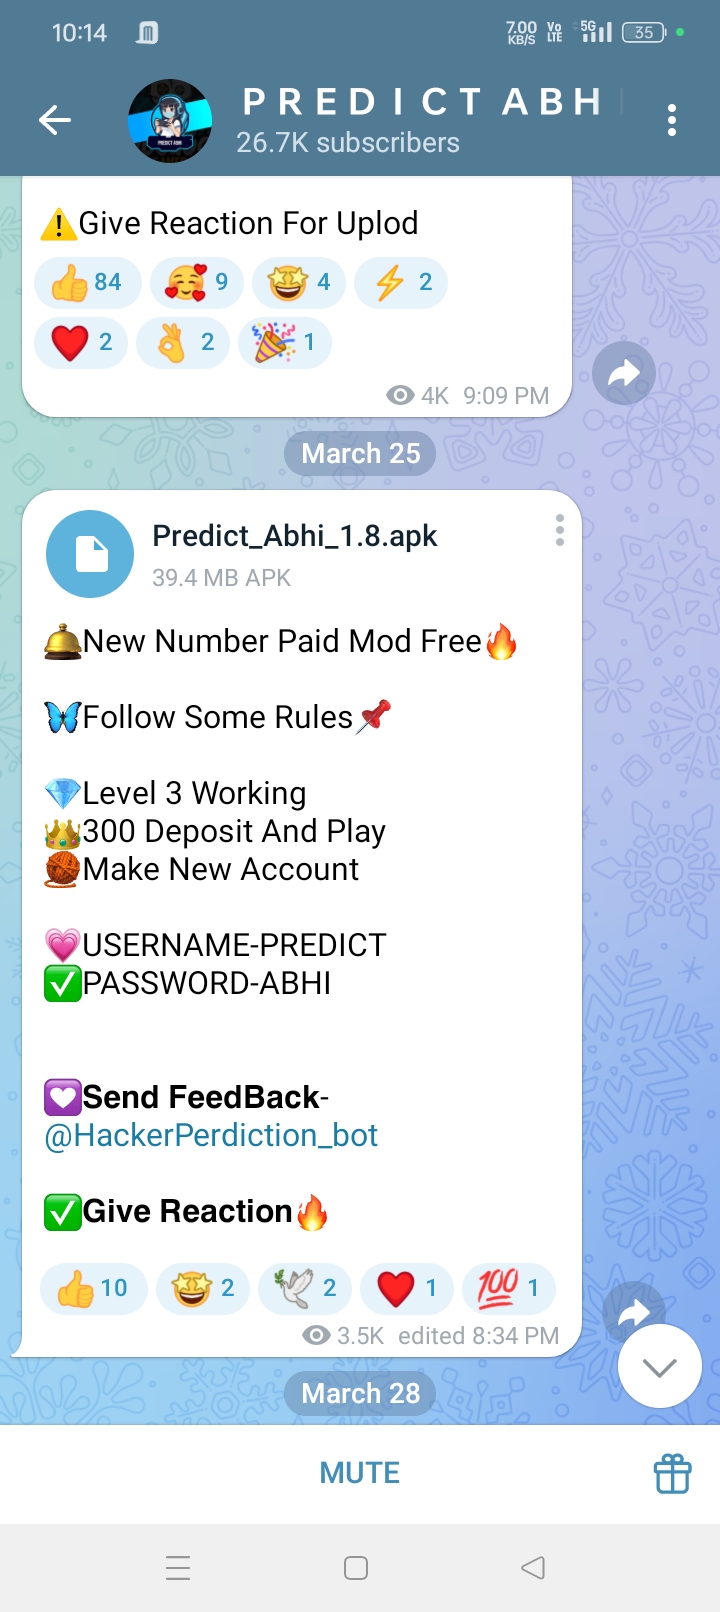 10:14
7.00 KB/S Vo LTE 5G 35
P R E D I C T A B H
26.7K subscribers
⚠️Give Reaction For Uplod
👍 84 🥰 9 🤩 4 ⚡ 2
❤️ 2 👌 2 🎉 1
4K 9:09 PM
March 25
Predict_Abhi_1.8.apk
39.4 MB APK
🛎️New Number Paid Mod Free🔥
🦋Follow Some Rules📌
💎Level 3 Working
👑300 Deposit And Play
🧶Make New Account
💗USERNAME-PREDICT
✅PASSWORD-ABHI
💟Send FeedBack-
@HackerPerdiction_bot
✅Give Reaction🔥
👍 10 🤩 2 🕊️ 2 ❤️ 1 💯 1
3.5K edited 8:34 PM
March 28
MUTE